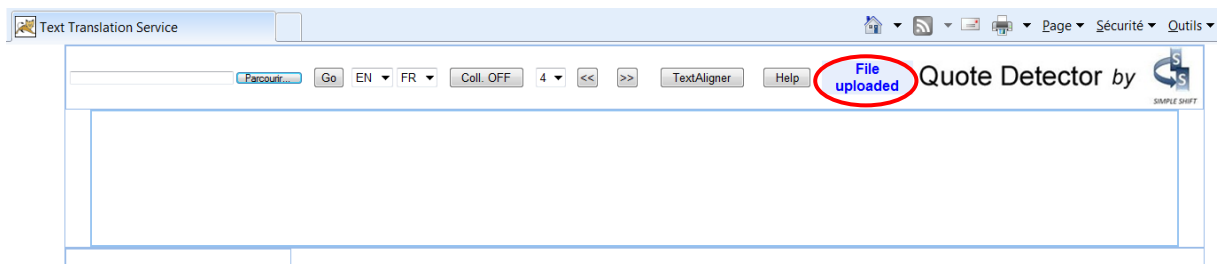 Text Translation Service
Page Sécurité Outils
Parcourir... Go EN FR Coll. OFF 4 << >> TextAligner Help
File
uploaded
Quote Detector by
S
S
SIMPLE SHIFT